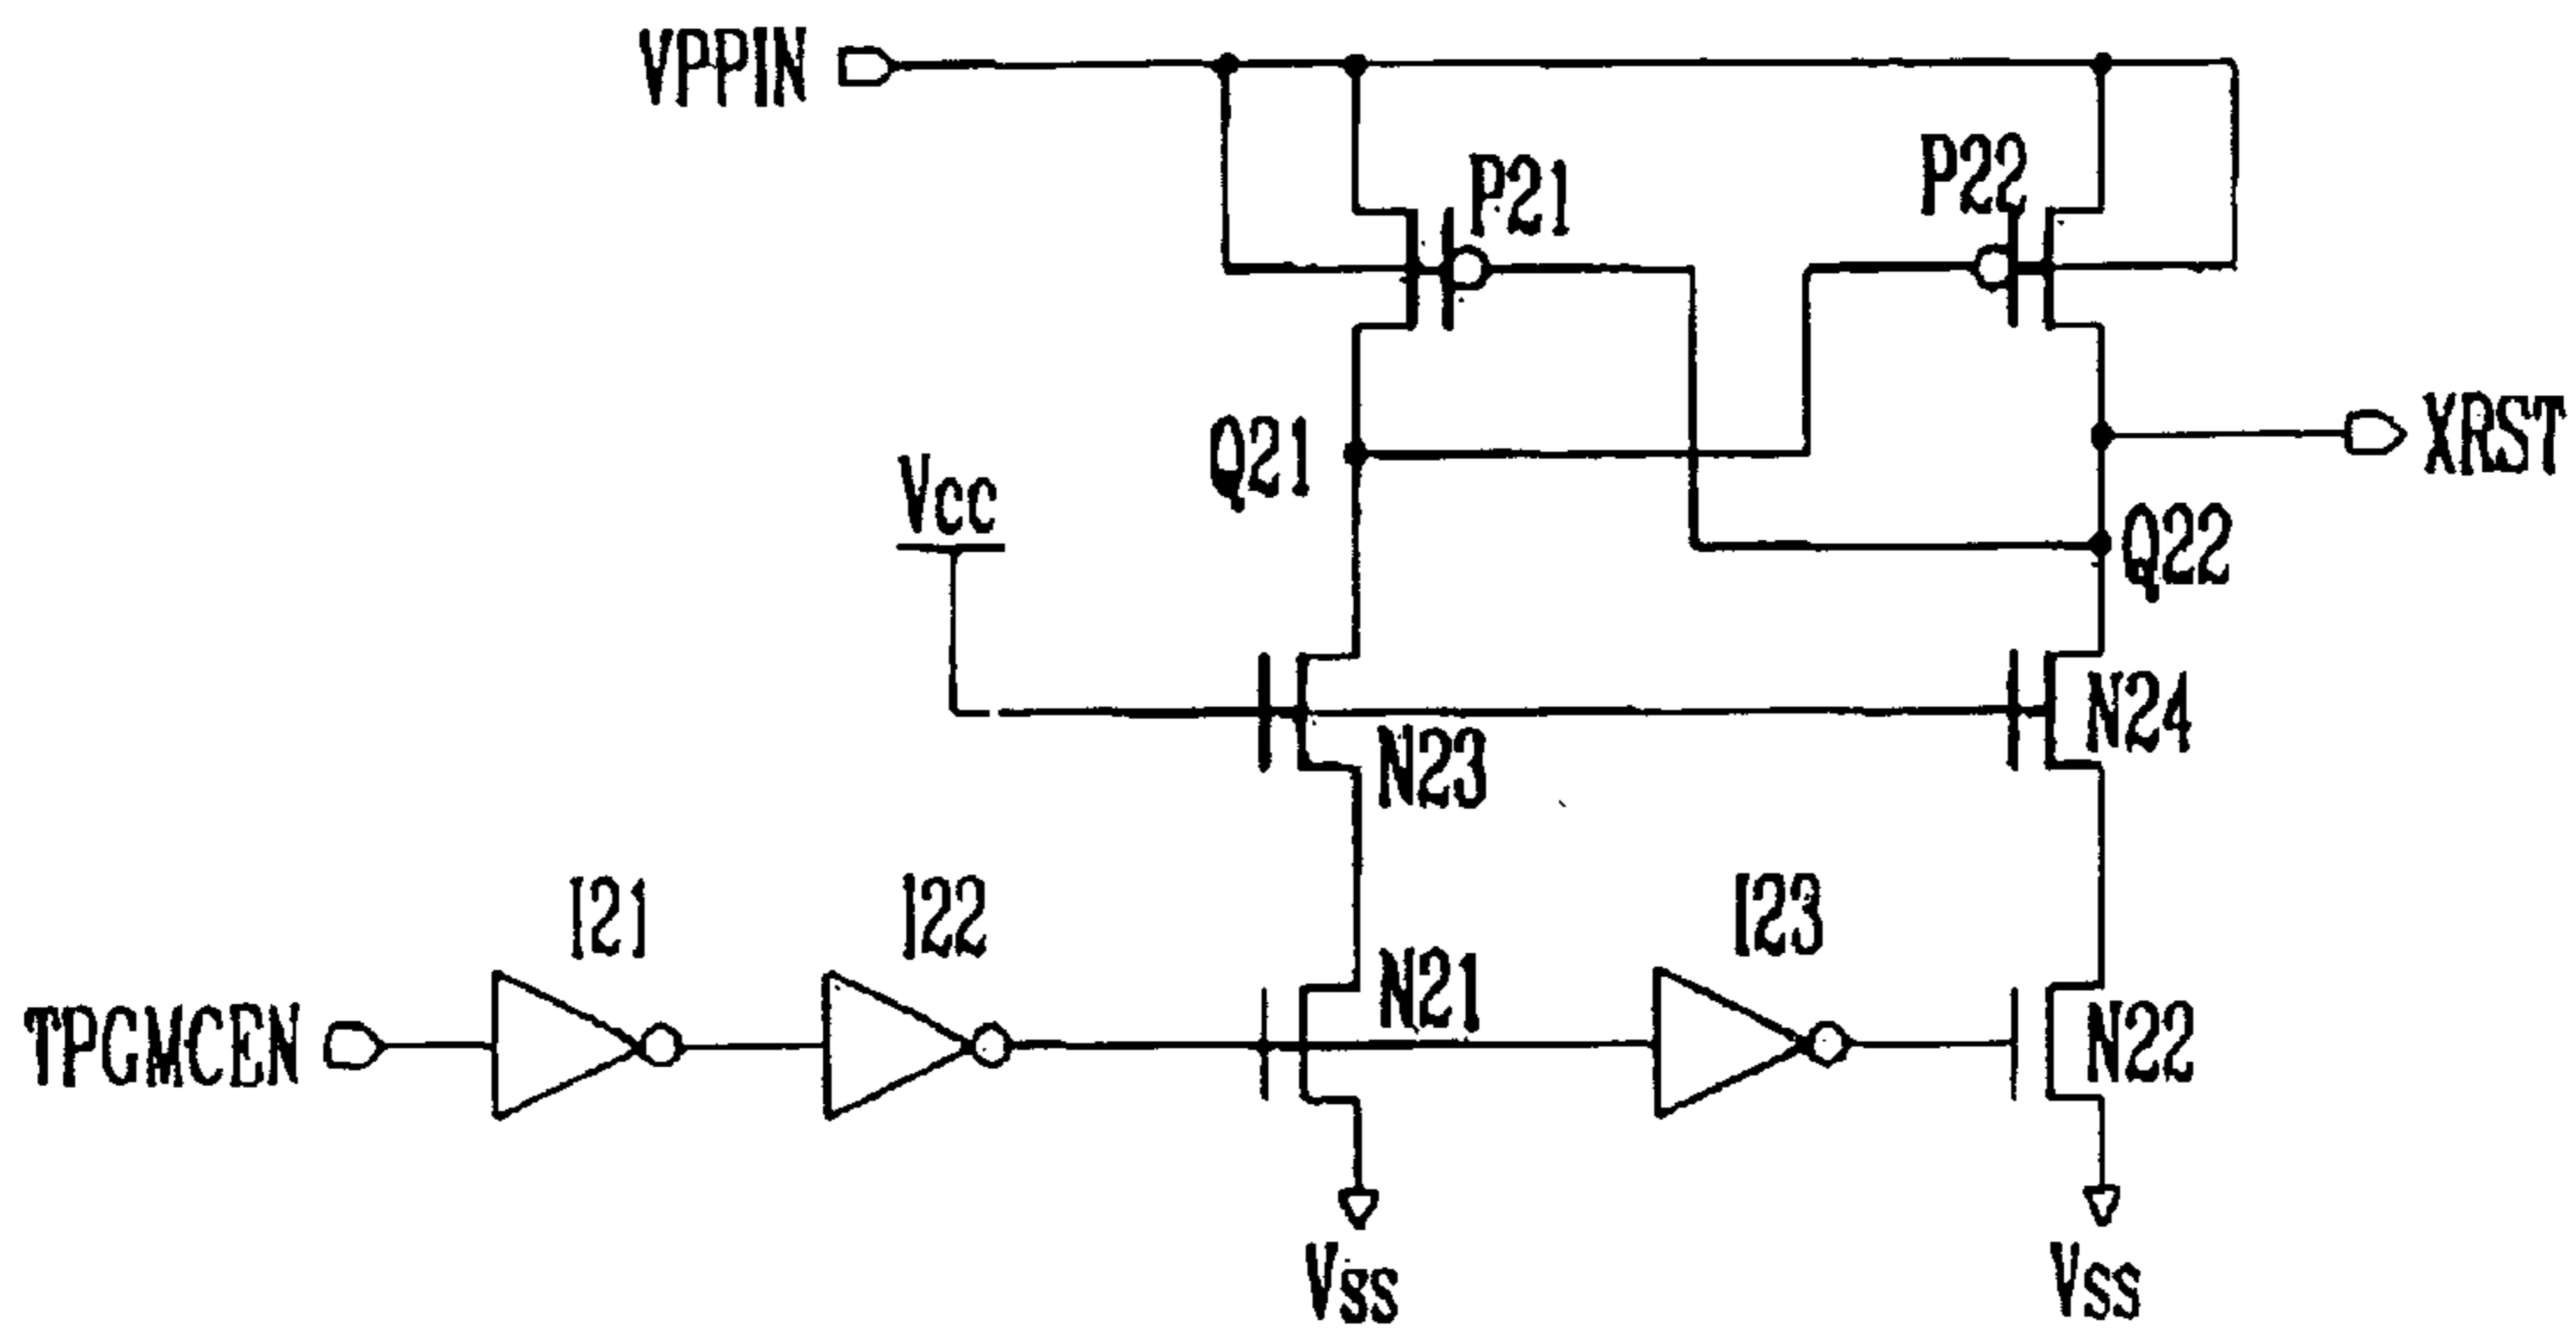 VPPIN
P21
P22
Q21
XRST
Vcc
Q22
N23
N24
I21
I22
I23
TPGMCEN
N21
N22
Vss
Vss